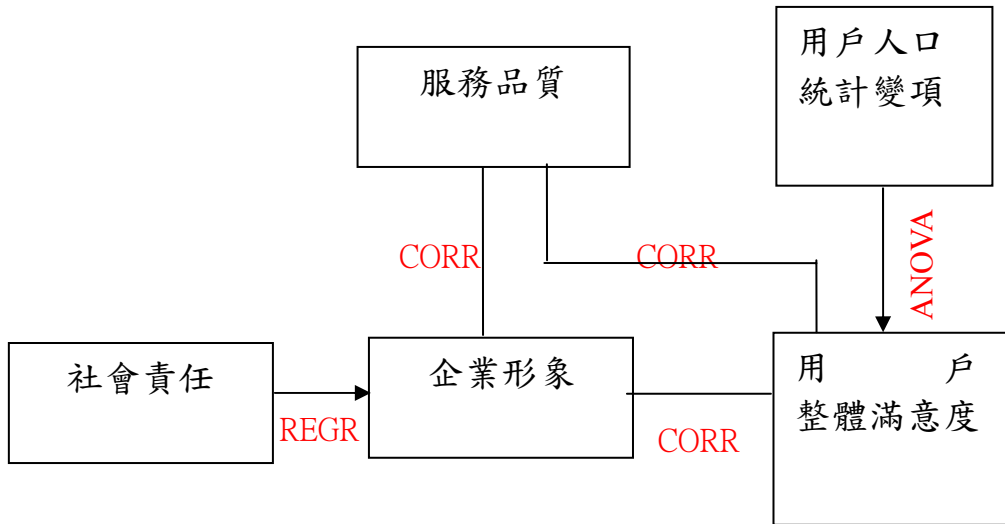 服務品質
用戶人口
統計變項
CORR
CORR
ANOVA
社會責任
企業形象
用 戶
整體滿意度
REGR
CORR